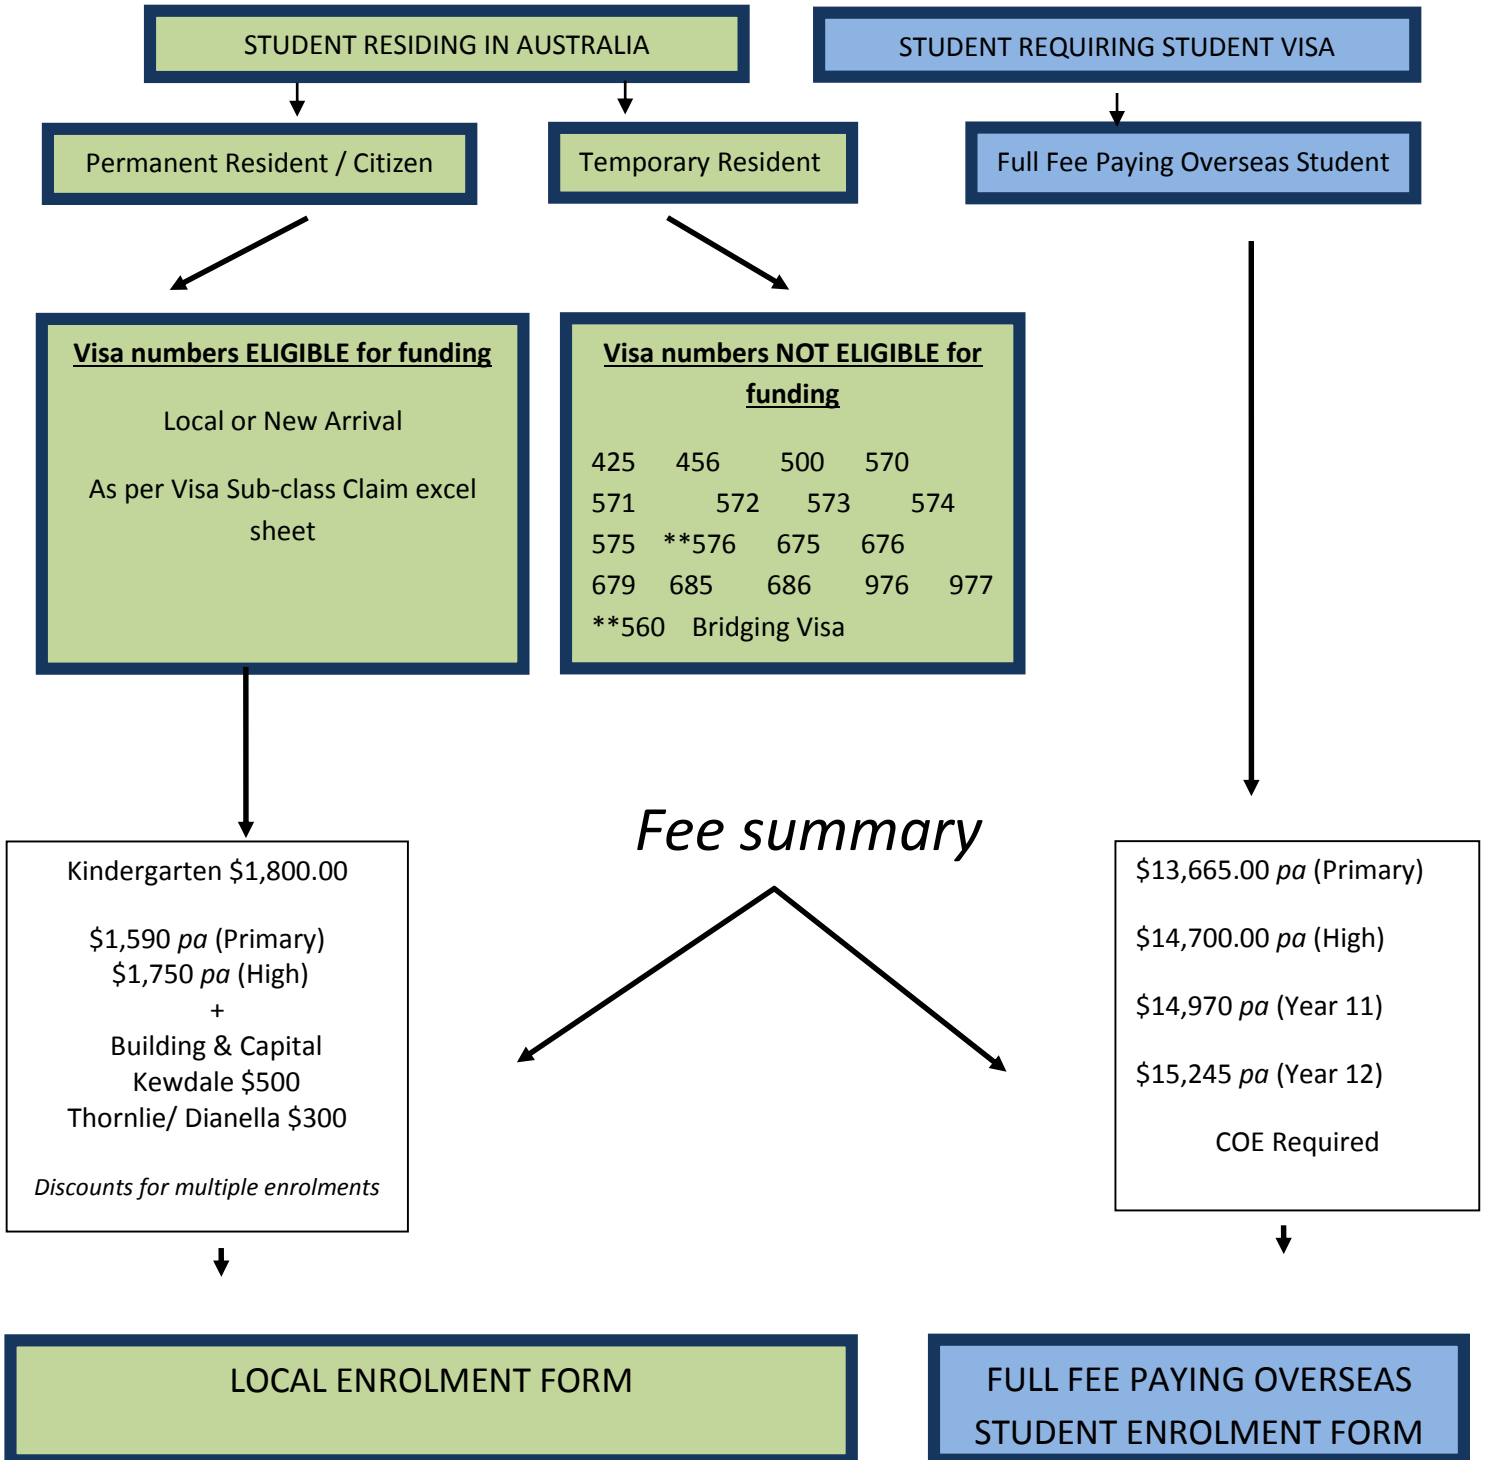 STUDENT RESIDING IN AUSTRALIA
STUDENT REQUIRING STUDENT VISA
Permanent Resident / Citizen
Temporary Resident
Full Fee Paying Overseas Student
Visa numbers ELIGIBLE for funding
Local or New Arrival
As per Visa Sub-class Claim excel
sheet
Visa numbers NOT ELIGIBLE for
funding
425 456 500 570
571 572 573 574
575 **576 675 676
679 685 686 976 977
**560 Bridging Visa
Fee summary
Kindergarten $1,800.00
$1,590 pa (Primary)
$1,750 pa (High)
+
Building & Capital
Kewdale $500
Thornlie/ Dianella $300
Discounts for multiple enrolments
$13,665.00 pa (Primary)
$14,700.00 pa (High)
$14,970 pa (Year 11)
$15,245 pa (Year 12)
COE Required
LOCAL ENROLMENT FORM
FULL FEE PAYING OVERSEAS
STUDENT ENROLMENT FORM